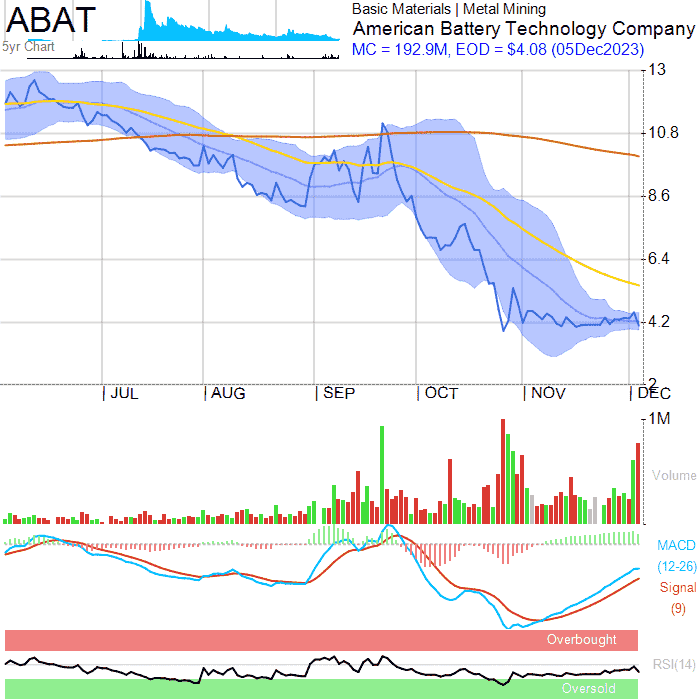 ABAT
5yr Chart
Basic Materials | Metal Mining
American Battery Technology Company
MC = 192.9M, EOD = $4.08 (05Dec2023)
13
10.8
8.6
6.4
4.2
2
JUL
AUG
SEP
OCT
NOV
DEC
1M
Volume
MACD
(12-26)
Signal
(9)
Overbought
RSI(14)
Oversold